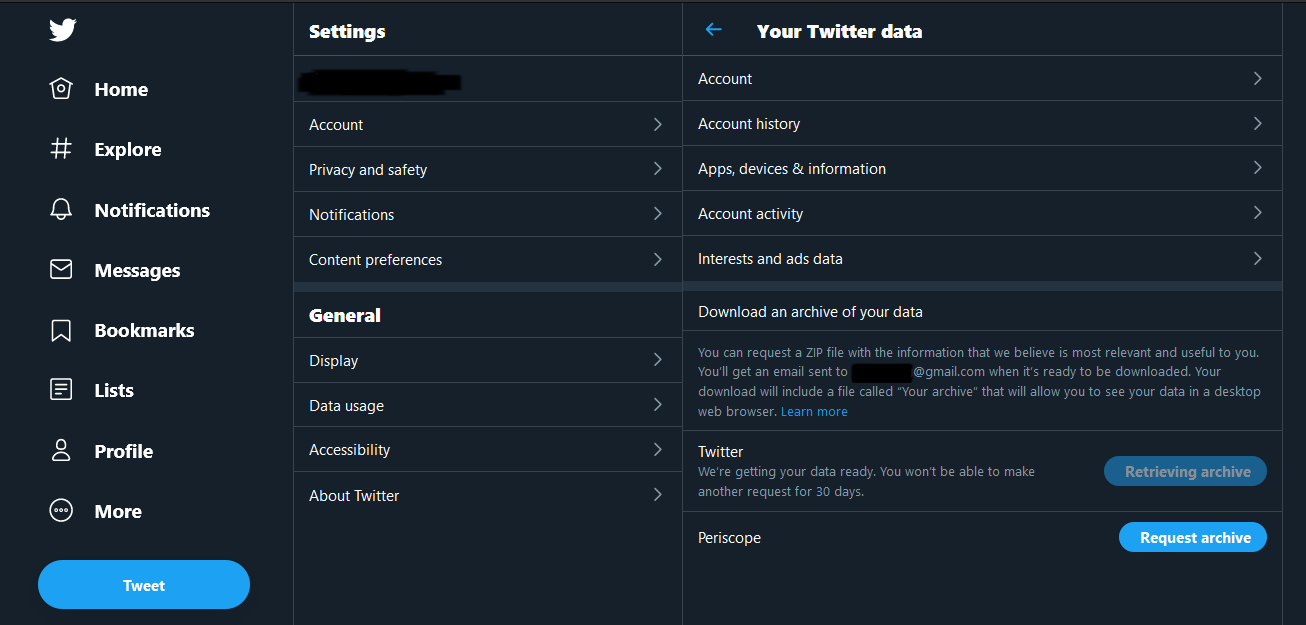 Home
Explore
Notifications
Messages
Bookmarks
Lists
Profile
More
Tweet
Settings
Account
Privacy and safety
Notifications
Content preferences
General
Display
Data usage
Accessibility
About Twitter
Your Twitter data
Account
Account history
Apps, devices & information
Account activity
Interests and ads data
Download an archive of your data
You can request a ZIP file with the information that we believe is most relevant and useful to you.
You'll get an email sent to @gmail.com when it's ready to be downloaded. Your
download will include a file called “Your archive” that will allow you to see your data in a desktop
web browser. Learn more
Twitter
We're getting your data ready. You won't be able to make
another request for 30 days.
Retrieving archive
Periscope
Request archive